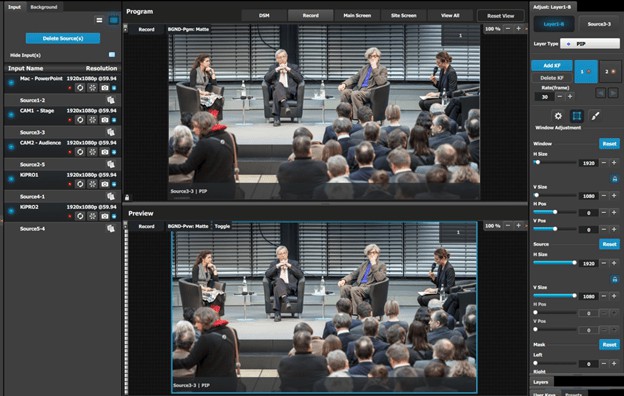 Input
Background
Delete Source(s)
Hide Input(s)
Input Name Resolution
Mac - PowerPoint 1920x1080p @59.94
Source1-2
CAM1 - Stage 1920x1080p @59.94
Source3-3
CAM2 - Audience 1920x1080p @59.94
Source2-5
KiPRO1 1920x1080p @59.94
Source4-1
KiPRO2 1920x1080p @59.94
Source5-4
Program
DSM
Record
Main Screen
Site Screen
View All
Reset View
Record
BGND-Pgm: Matte
100 %
1
Source3-3 | PIP
Preview
Record
BGND-Pvw: Matte
Toggle
100 %
1
Source3-3 | PIP
Adjust: Layer1-B
Layer1-B
Source3-3
Layer Type
PIP
Add KF
1
2
Delete KF
Rate(frame)
30
Window Adjustment
Window
Reset
H Size
1920
V Size
1080
H Pos
0
V Pos
0
Source
Reset
H Size
1920
V Size
1080
H Pos
0
V Pos
0
Mask
Reset
Left
0
Right
Layers
User Keys
Presets